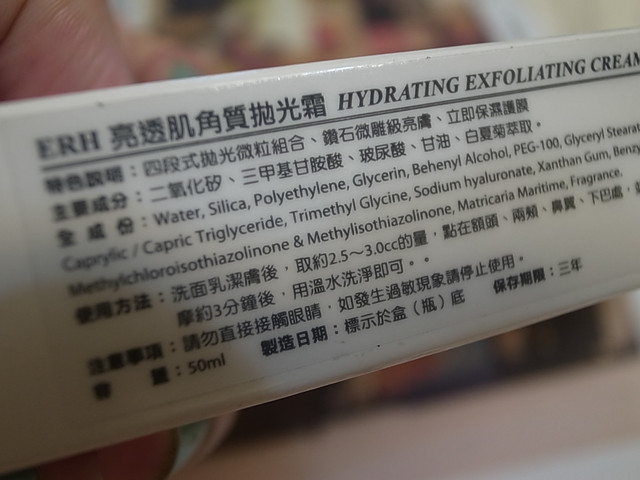 ERH 亮透肌角質拋光霜 HYDRATING EXFOLIATING CREAM
特色說明：四段式拋光微粒組合、鑽石微雕級亮膚、立即保濕護膜
主要成分：二氧化矽、三甲基甘胺酸、玻尿酸、甘油、白夏菊萃取。
全 成 份：Water, Silica, Polyethylene, Glycerin, Behenyl Alcohol, PEG-100, Glyceryl Steara
Caprylic / Capric Triglyceride, Trimethyl Glycine, Sodium hyaluronate, Xanthan Gum, Benz
Methylchloroisothiazolinone & Methylisothiazolinone, Matricaria Maritime, Fragrance.
使用方法：洗面乳潔膚後，取約2.5～3.0cc的量，點在額頭、兩頰、鼻翼、下巴處，
摩約3分鐘後，用溫水洗淨即可。。
注意事項：請勿直接接觸眼睛，如發生過敏現象請停止使用。
容 量：50ml 製造日期：標示於盒（瓶）底 保存期限：三年